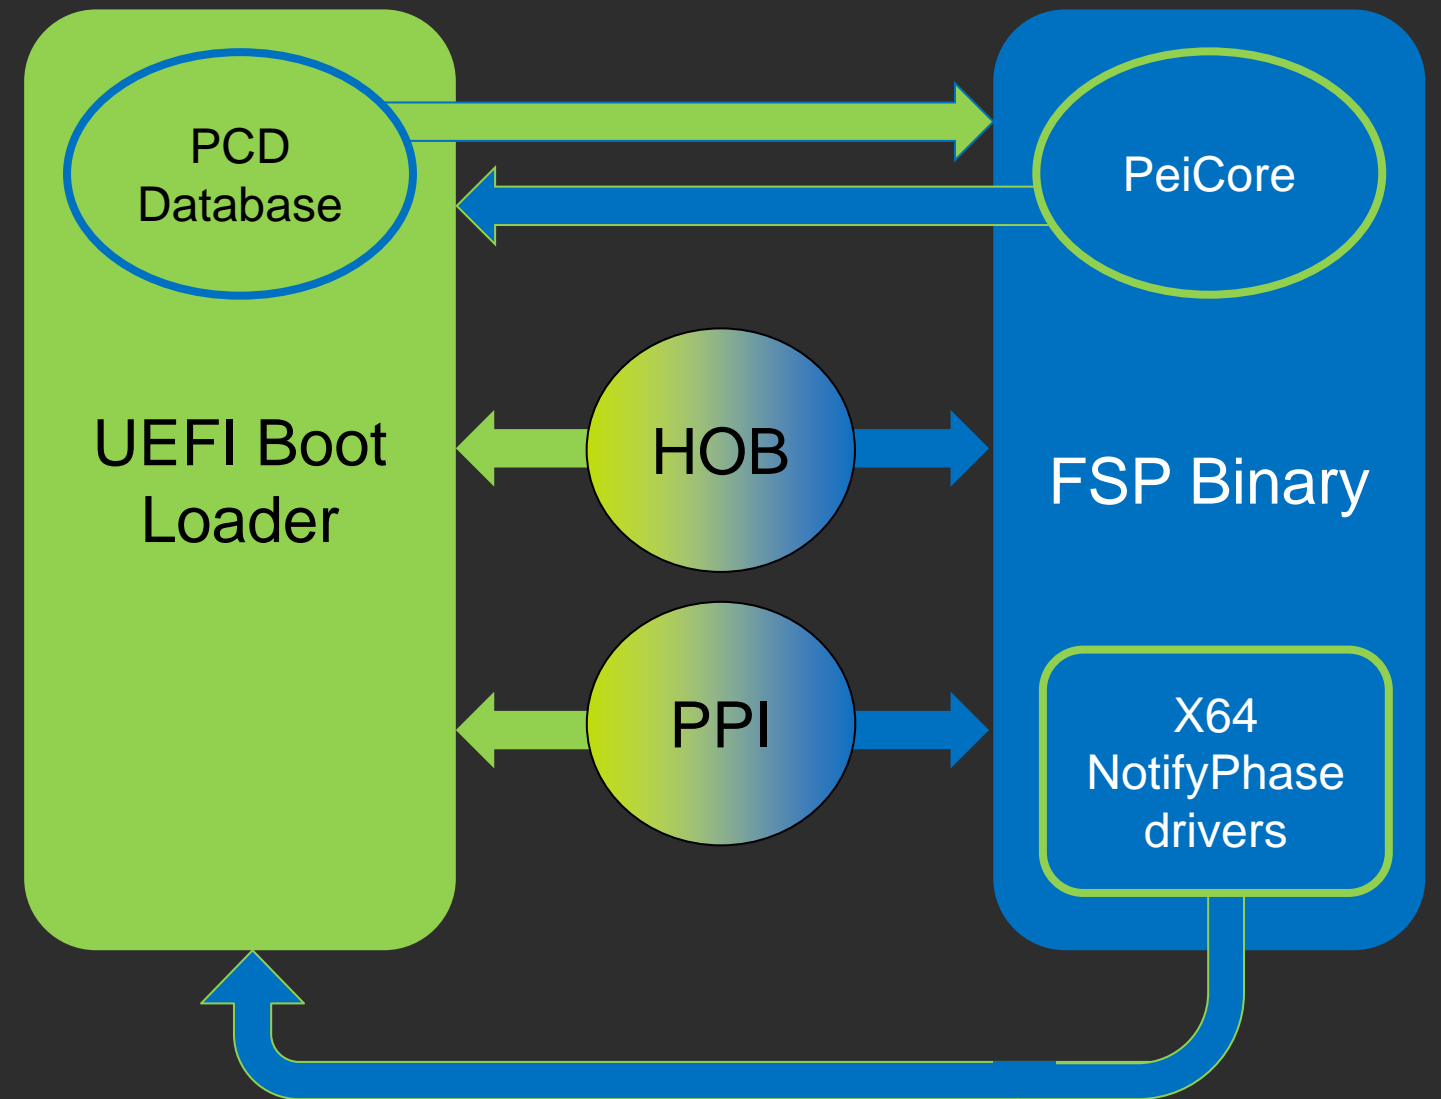 PCD
Database
PeiCore
UEFI Boot
Loader
HOB
FSP Binary
PPI
X64
NotifyPhase
drivers